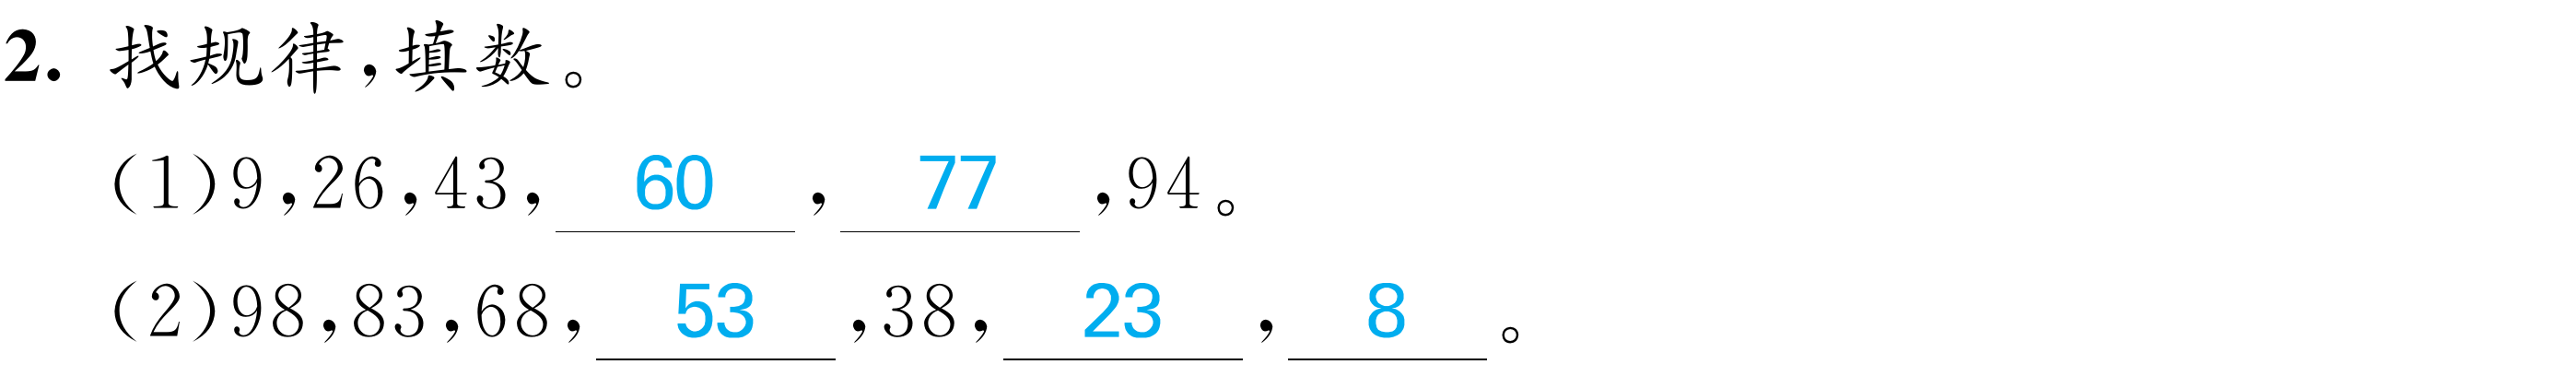 2. 找规律,填数。
(1)9,26,43, 60 , 77 ,94。
(2)98,83,68, 53 ,38, 23 , 8 。